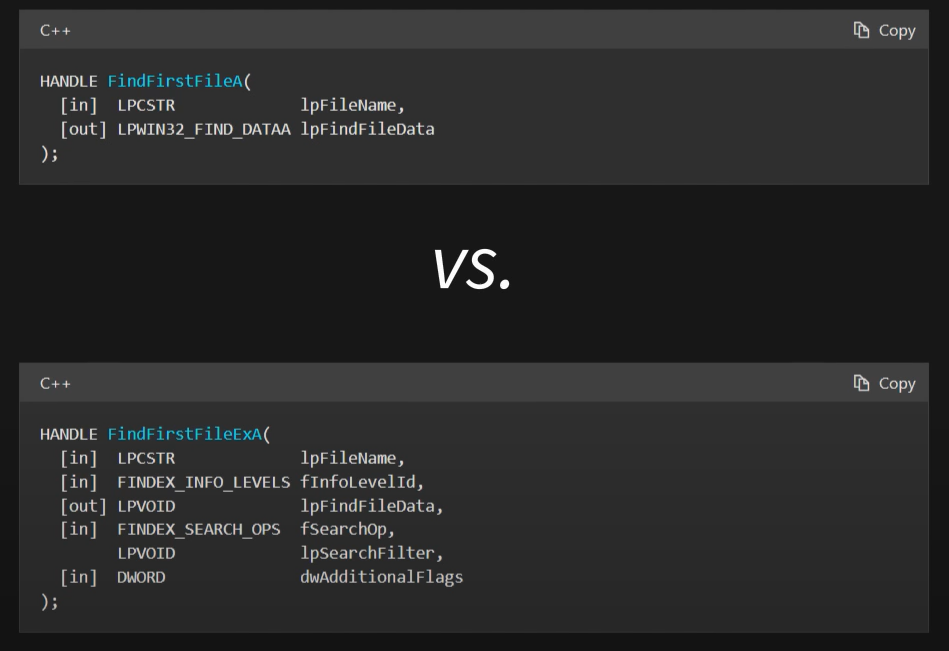 C++ Copy
HANDLE FindFirstFileA(
  [in]  LPCSTR             lpFileName,
  [out] LPWIN32_FIND_DATAA lpFindFileData
);
vs.
C++ Copy
HANDLE FindFirstFileExA(
  [in]  LPCSTR             lpFileName,
  [in]  FINDEX_INFO_LEVELS fInfoLevelId,
  [out] LPVOID             lpFindFileData,
  [in]  FINDEX_SEARCH_OPS  fSearchOp,
        LPVOID             lpSearchFilter,
  [in]  DWORD              dwAdditionalFlags
);